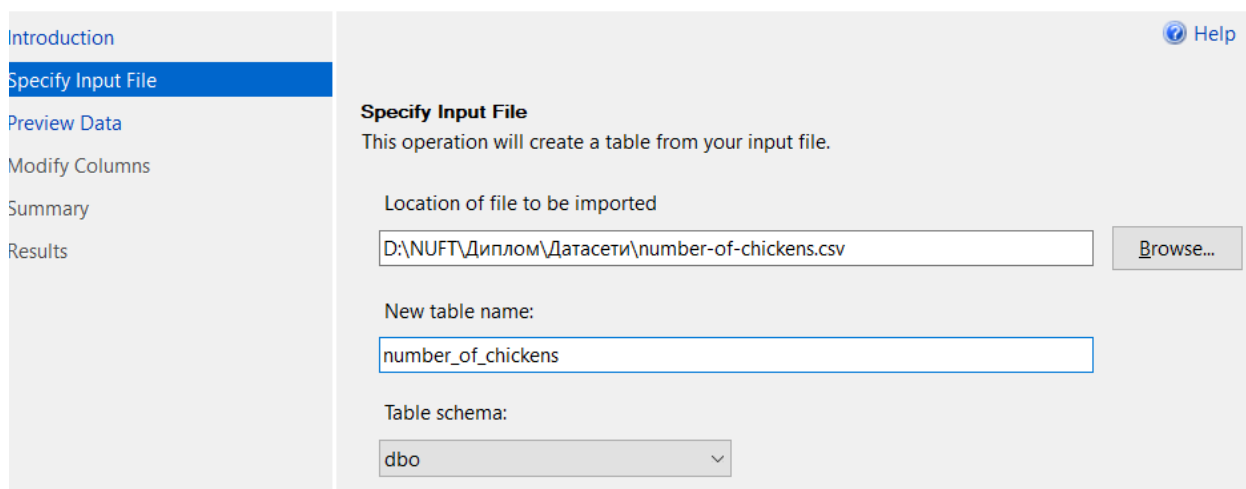 Introduction
Specify Input File
Preview Data
Modify Columns
Summary
Results
Help
Specify Input File
This operation will create a table from your input file.
Location of file to be imported
D:\NUFT\Диплом\Датасети\number-of-chickens.csv
Browse...
New table name:
number_of_chickens
Table schema:
dbo